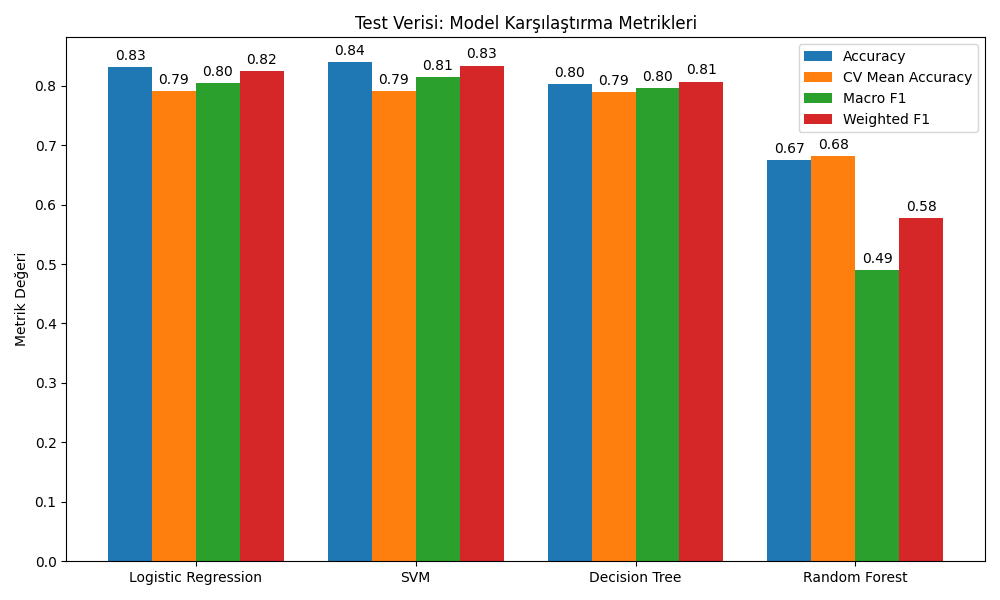 Test Verisi: Model Karşılaştırma Metrikleri
Accuracy
CV Mean Accuracy
Macro F1
Weighted F1
0.83
0.79
0.80
0.82
0.84
0.79
0.81
0.83
0.80
0.79
0.80
0.81
0.67
0.68
0.49
0.58
Metrik Değeri
0.8
0.7
0.6
0.5
0.4
0.3
0.2
0.1
0.0
Logistic Regression
SVM
Decision Tree
Random Forest